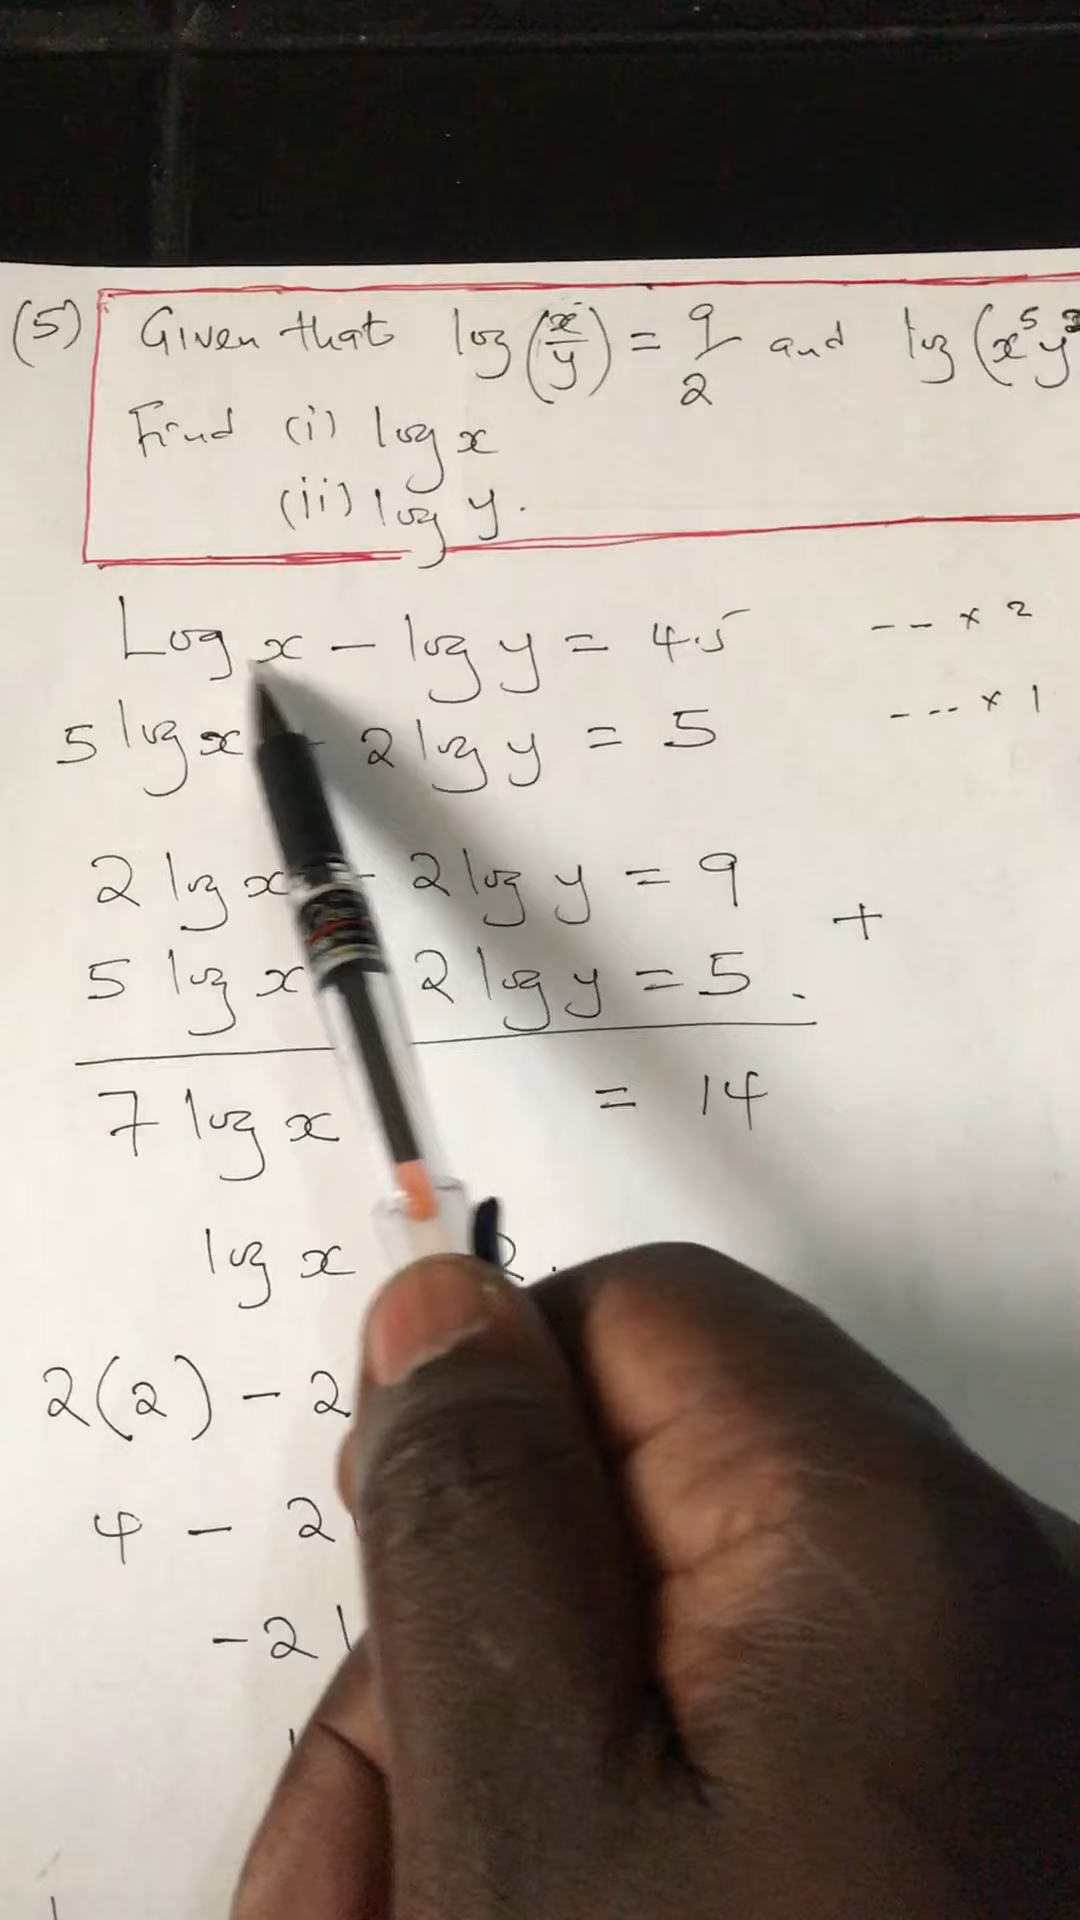 (5) Given that log(x/y) = 9/2 and log(x⁵y²
Find (i) log x
(ii) log y.
Log x - log y = 4.5 --- x 2
5 log x 2 log y = 5 --- x 1
2 log x - 2 log y = 9
+
5 log x 2 log y = 5.
7 log x = 14
log x 2.
2(2) - 2
4 - 2
-2